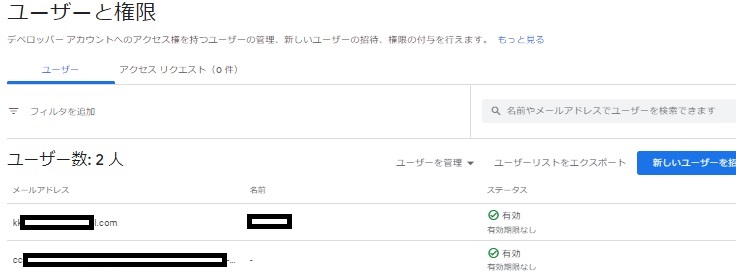 ユーザーと権限
デベロッパー アカウントへのアクセス権を持つユーザーの管理、新しいユーザーの招待、権限の付与を行えます。 もっと見る
ユーザー アクセス リクエスト（0 件）
フィルタを追加 名前やメールアドレスでユーザーを検索できます
ユーザー数: 2 人 ユーザーを管理 ユーザーリストをエクスポート 新しいユーザーを招
メールアドレス 名前 ステータス
kk l.com 有効
有効期限なし
cc -... - 有効
有効期限なし